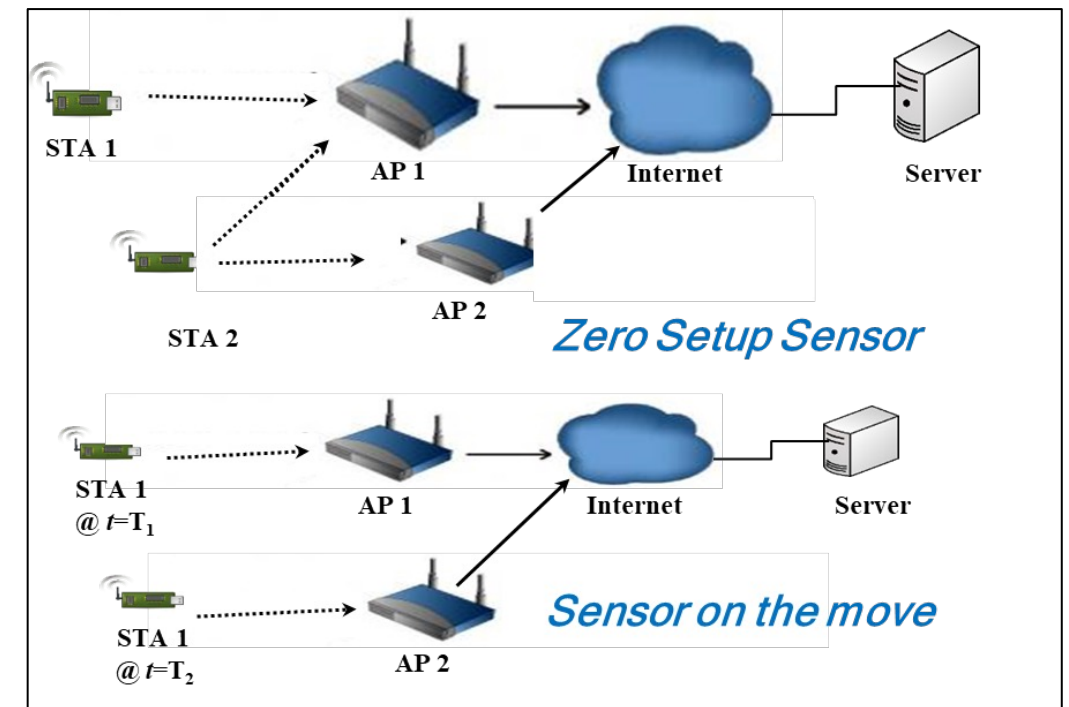 STA 1
AP 1
Internet
Server
STA 2
AP 2
Zero Setup Sensor
STA 1
@ t=T₁
AP 1
Internet
Server
STA 1
@ t=T₂
AP 2
Sensor on the move